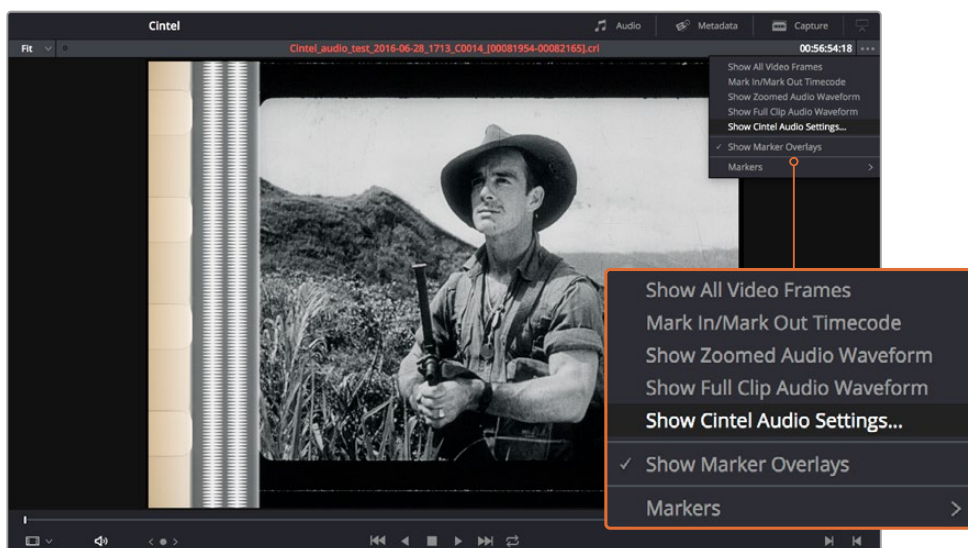 Cintel
Audio
Metadata
Capture
Fit
Cintel_audio_test_2016-06-28_1713_C0014_[00081954-00082165].crl
00:56:54:18
Show All Video Frames
Mark In/Mark Out Timecode
Show Zoomed Audio Waveform
Show Full Clip Audio Waveform
Show Cintel Audio Settings...
Show Marker Overlays
Markers
Show All Video Frames
Mark In/Mark Out Timecode
Show Zoomed Audio Waveform
Show Full Clip Audio Waveform
Show Cintel Audio Settings...
Show Marker Overlays
Markers